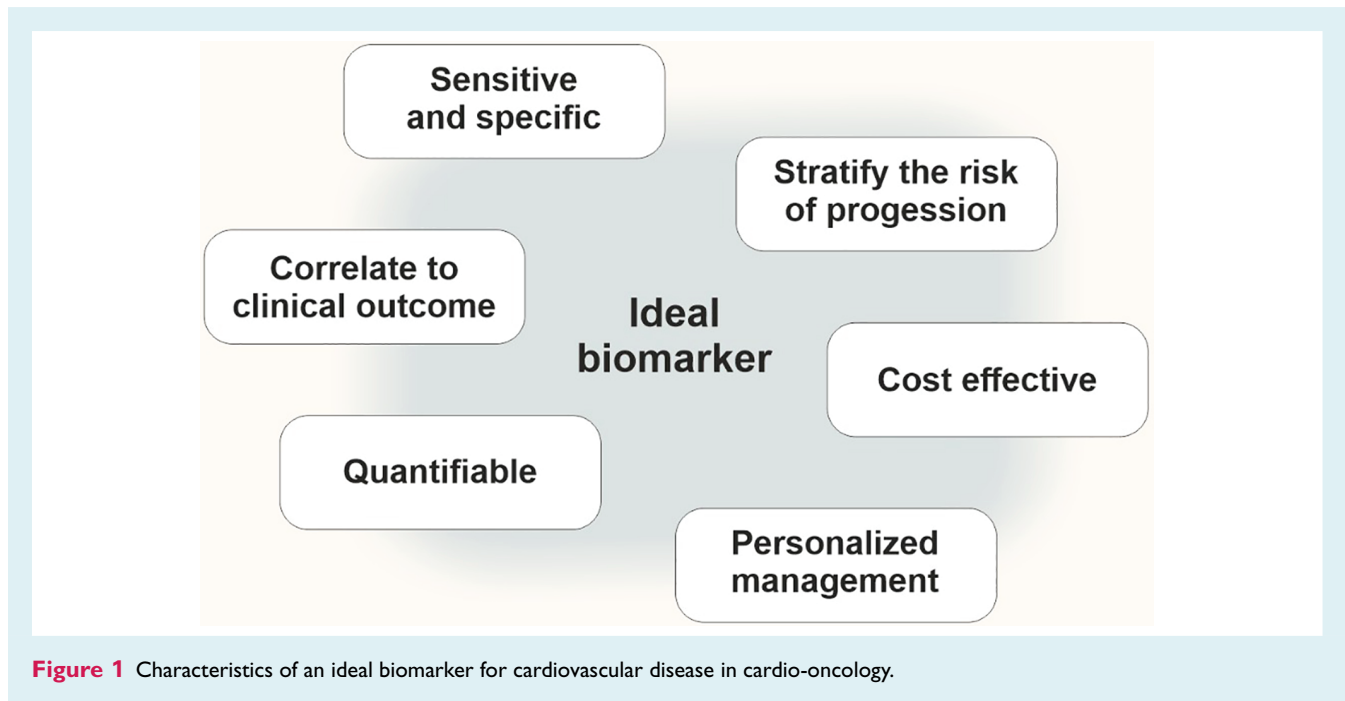 Sensitive
and specific
Stratify the risk
of progession
Correlate to
clinical outcome
Ideal
biomarker
Cost effective
Quantifiable
Personalized
management
Figure 1 Characteristics of an ideal biomarker for cardiovascular disease in cardio-oncology.